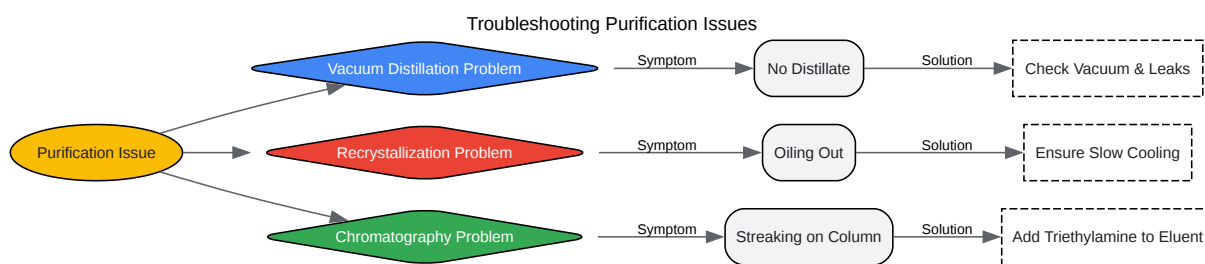 Troubleshooting Purification Issues
Vacuum Distillation Problem
Symptom
No Distillate
Solution
Check Vacuum & Leaks
Purification Issue
Recrystallization Problem
Symptom
Oiling Out
Solution
Ensure Slow Cooling
Chromatography Problem
Symptom
Streaking on Column
Solution
Add Triethylamine to Eluent